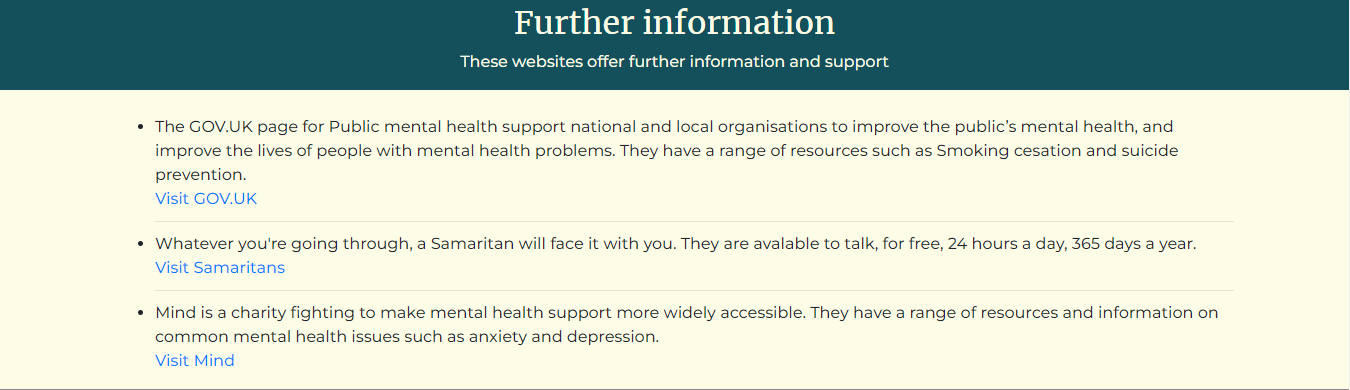 Further information
These websites offer further information and support
The GOV.UK page for Public mental health support national and local organisations to improve the public’s mental health, and
improve the lives of people with mental health problems. They have a range of resources such as Smoking cesation and suicide
prevention.
Visit GOV.UK
Whatever you're going through, a Samaritan will face it with you. They are avalable to talk, for free, 24 hours a day, 365 days a year.
Visit Samaritans
Mind is a charity fighting to make mental health support more widely accessible. They have a range of resources and information on
common mental health issues such as anxiety and depression.
Visit Mind